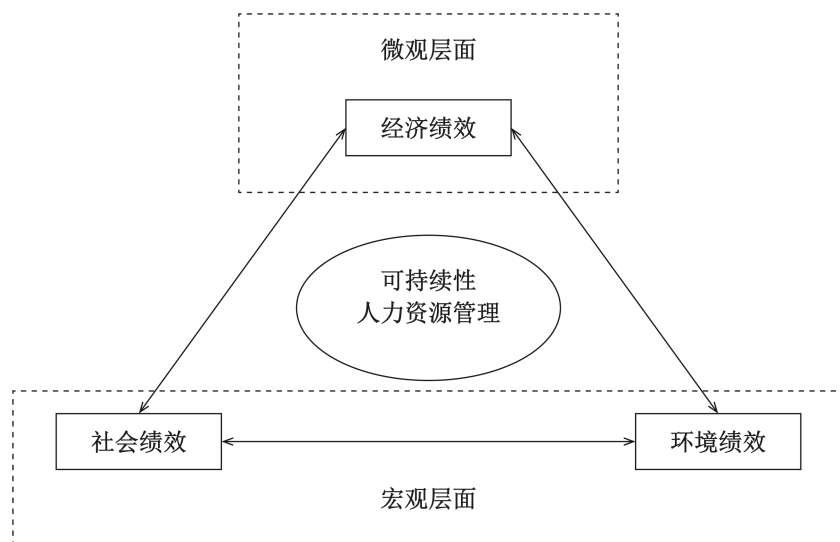 微观层面
经济绩效
可持续性
人力资源管理
社会绩效
环境绩效
宏观层面